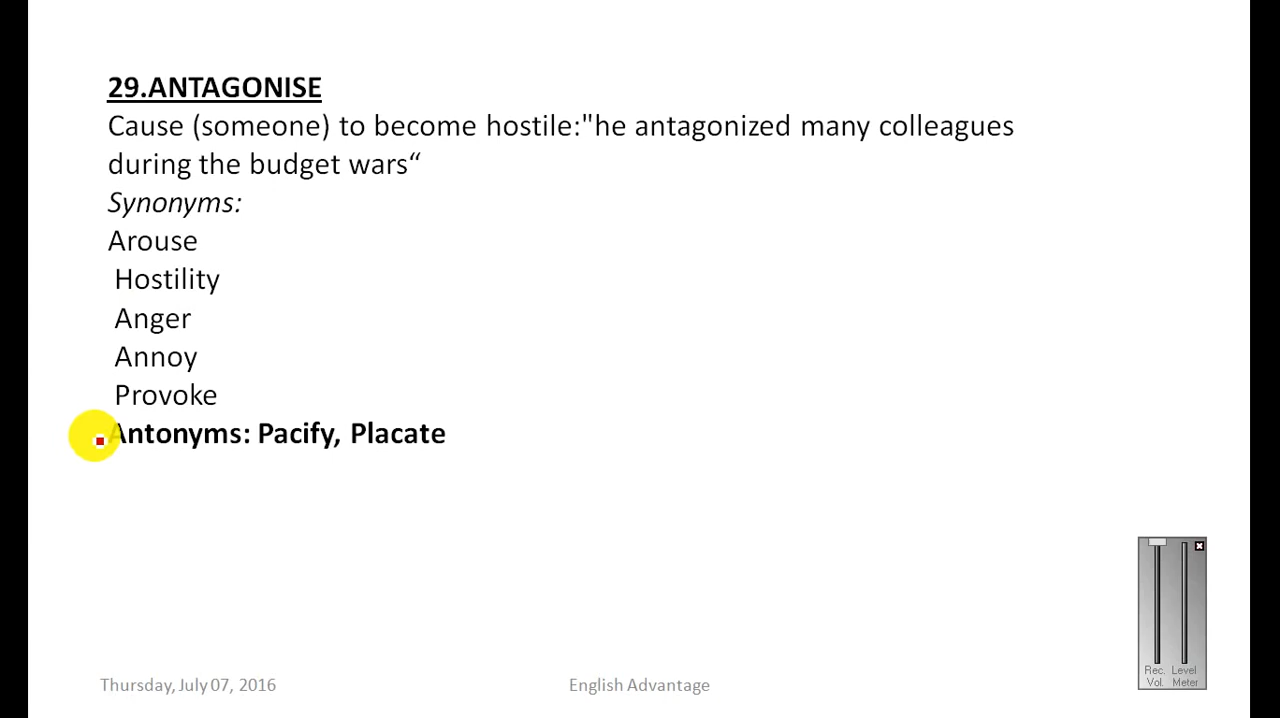 29.ANTAGONISE
Cause (someone) to become hostile:"he antagonized many colleagues
during the budget wars“
Synonyms:
Arouse
Hostility
Anger
Annoy
Provoke
Antonyms: Pacify, Placate
Rec. Level
Vol. Meter
Thursday, July 07, 2016
English Advantage